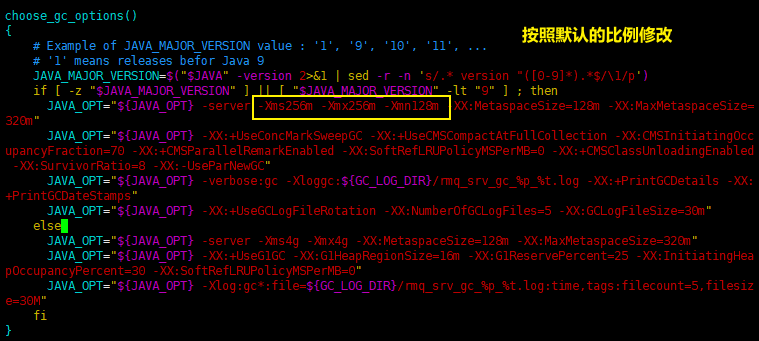 choose_gc_options()
按照默认的比例修改
{
# Example of JAVA_MAJOR_VERSION value : '1', '9', '10', '11', ...
# '1' means releases befor Java 9
JAVA_MAJOR_VERSION=$("$JAVA" -version 2>&1 | sed -r -n 's/.* version "([0-9]*).*$/\1/p')
if [ -z "$JAVA_MAJOR_VERSION" ] || [ "$JAVA_MAJOR_VERSION" -lt "9" ] ; then
JAVA_OPT="${JAVA_OPT} -server -Xms256m -Xmx256m -Xmn128m -XX:MetaspaceSize=128m -XX:MaxMetaspaceSize=
320m"
JAVA_OPT="${JAVA_OPT} -XX:+UseConcMarkSweepGC -XX:+UseCMSCompactAtFullCollection -XX:CMSInitiatingOcc
upancyFraction=70 -XX:+CMSParallelRemarkEnabled -XX:SoftRefLRUPolicyMSPerMB=0 -XX:+CMSClassUnloadingEnabled
-XX:SurvivorRatio=8 -XX:-UseParNewGC"
JAVA_OPT="${JAVA_OPT} -verbose:gc -Xloggc:${GC_LOG_DIR}/rmq_srv_gc_%p_%t.log -XX:+PrintGCDetails -XX:
+PrintGCDateStamps"
JAVA_OPT="${JAVA_OPT} -XX:+UseGCLogFileRotation -XX:NumberOfGCLogFiles=5 -XX:GCLogFileSize=30m"
else
JAVA_OPT="${JAVA_OPT} -server -Xms4g -Xmx4g -XX:MetaspaceSize=128m -XX:MaxMetaspaceSize=320m"
JAVA_OPT="${JAVA_OPT} -XX:+UseG1GC -XX:G1HeapRegionSize=16m -XX:G1ReservePercent=25 -XX:InitiatingHea
pOccupancyPercent=30 -XX:SoftRefLRUPolicyMSPerMB=0"
JAVA_OPT="${JAVA_OPT} -Xlog:gc*:file=${GC_LOG_DIR}/rmq_srv_gc_%p_%t.log:time,tags:filecount=5,filesiz
e=30M"
fi
}